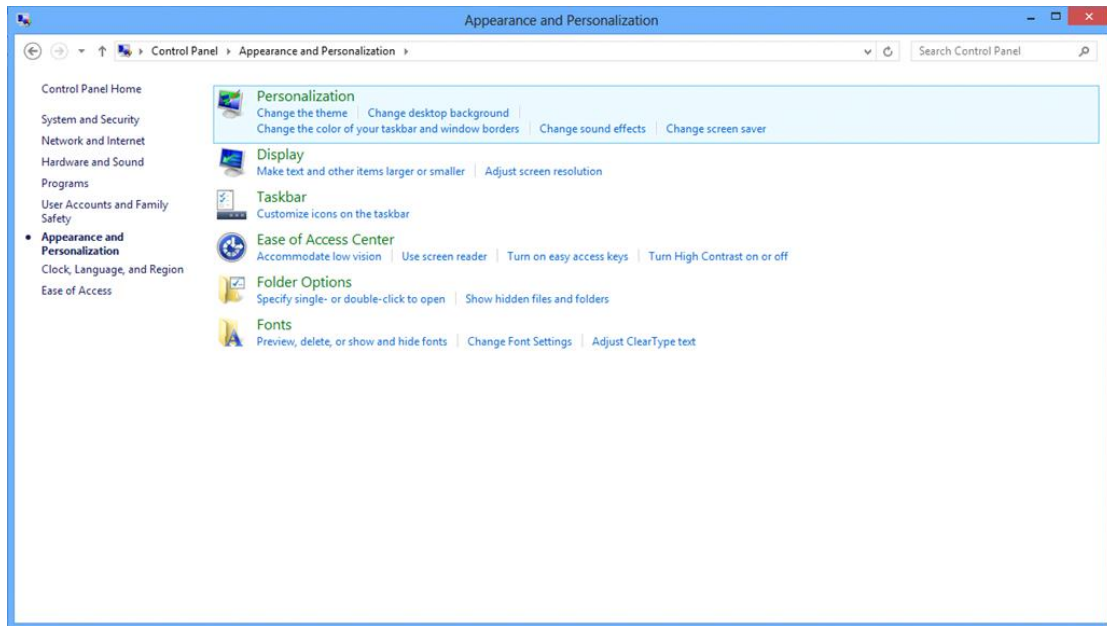 Appearance and Personalization
Control Panel Appearance and Personalization
Search Control Panel
Control Panel Home
System and Security
Network and Internet
Hardware and Sound
Programs
User Accounts and Family
Safety
Appearance and
Personalization
Clock, Language, and Region
Ease of Access
Personalization
Change the theme Change desktop background
Change the color of your taskbar and window borders Change sound effects Change screen saver
Display
Make text and other items larger or smaller Adjust screen resolution
Taskbar
Customize icons on the taskbar
Ease of Access Center
Accommodate low vision Use screen reader Turn on easy access keys Turn High Contrast on or off
Folder Options
Specify single- or double-click to open Show hidden files and folders
Fonts
Preview, delete, or show and hide fonts Change Font Settings Adjust ClearType text